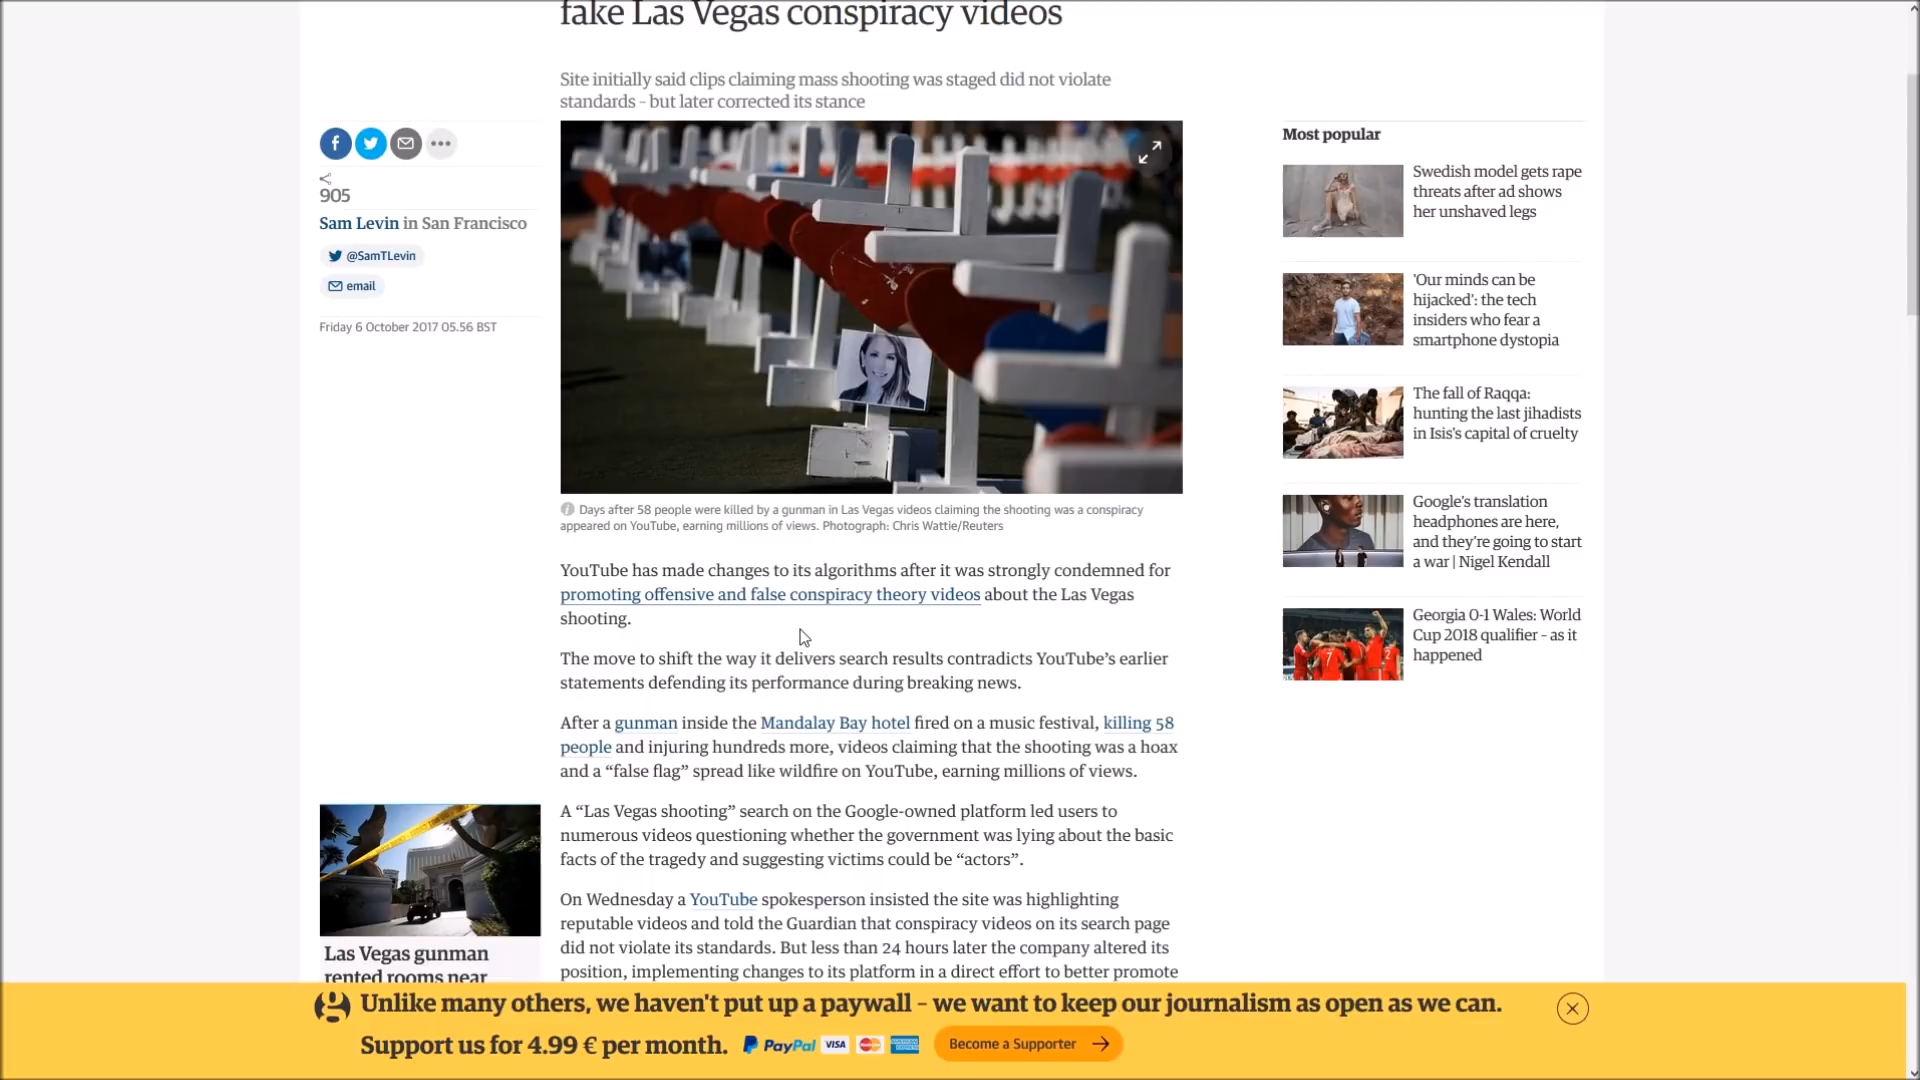 fake Las Vegas conspiracy videos
Site initially said clips claiming mass shooting was staged did not violate
standards – but later corrected its stance
905
Sam Levin in San Francisco
@SamTLevin
email
Friday 6 October 2017 05.56 BST
Days after 58 people were killed by a gunman in Las Vegas videos claiming the shooting was a conspiracy
appeared on YouTube, earning millions of views. Photograph: Chris Wattie/Reuters
YouTube has made changes to its algorithms after it was strongly condemned for
promoting offensive and false conspiracy theory videos about the Las Vegas
shooting.
The move to shift the way it delivers search results contradicts YouTube’s earlier
statements defending its performance during breaking news.
After a gunman inside the Mandalay Bay hotel fired on a music festival, killing 58
people and injuring hundreds more, videos claiming that the shooting was a hoax
and a “false flag” spread like wildfire on YouTube, earning millions of views.
A “Las Vegas shooting” search on the Google-owned platform led users to
numerous videos questioning whether the government was lying about the basic
facts of the tragedy and suggesting victims could be “actors”.
On Wednesday a YouTube spokesperson insisted the site was highlighting
reputable videos and told the Guardian that conspiracy videos on its search page
did not violate its standards. But less than 24 hours later the company altered its
position, implementing changes to its platform in a direct effort to better promote
Las Vegas gunman
rented rooms near
Most popular
Swedish model gets rape
threats after ad shows
her unshaved legs
'Our minds can be
hijacked': the tech
insiders who fear a
smartphone dystopia
The fall of Raqqa:
hunting the last jihadists
in Isis's capital of cruelty
Google's translation
headphones are here,
and they're going to start
a war | Nigel Kendall
Georgia 0-1 Wales: World
Cup 2018 qualifier – as it
happened
Unlike many others, we haven't put up a paywall – we want to keep our journalism as open as we can.
Support us for 4.99 € per month. PayPal VISA Become a Supporter